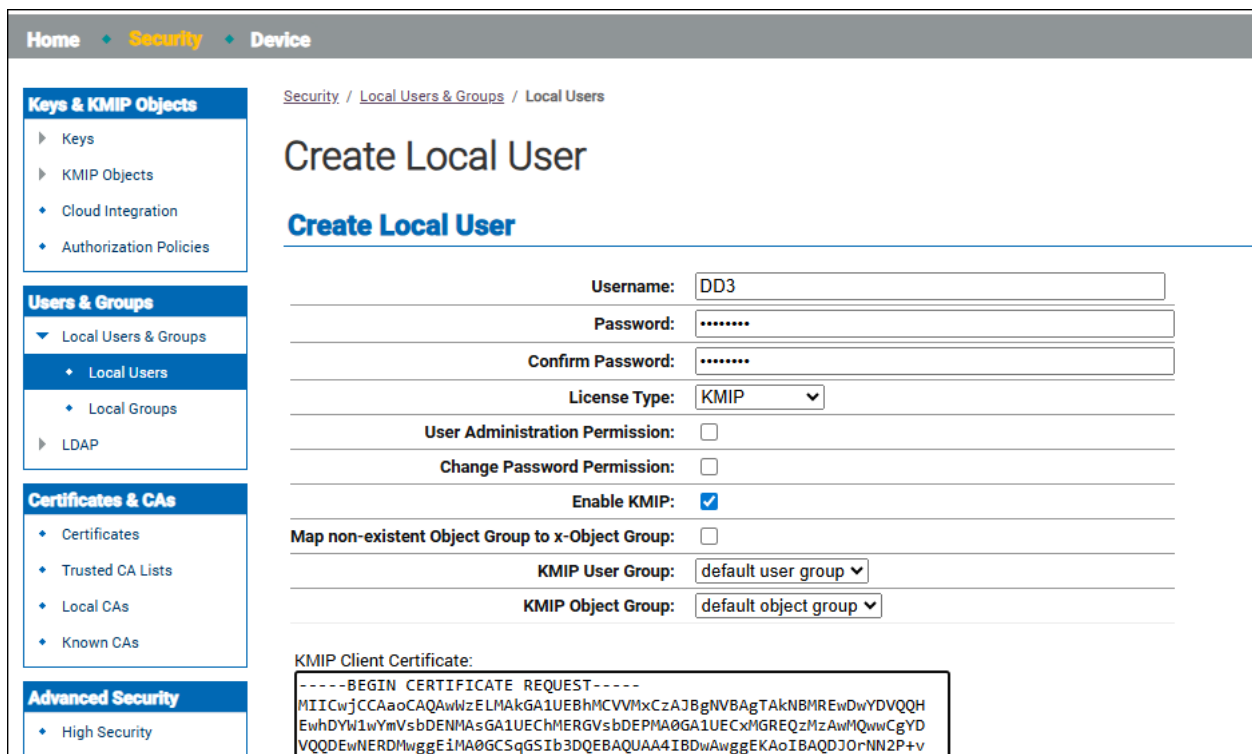 Home Security Device
Keys & KMIP Objects
Keys
KMIP Objects
Cloud Integration
Authorization Policies
Users & Groups
Local Users & Groups
Local Users
Local Groups
LDAP
Certificates & CAs
Certificates
Trusted CA Lists
Local CAs
Known CAs
Advanced Security
High Security
Security / Local Users & Groups / Local Users
Create Local User
Create Local User
Username: DD3
Password: ••••••••
Confirm Password: ••••••••
License Type: KMIP
User Administration Permission:
Change Password Permission:
Enable KMIP:
Map non-existent Object Group to x-Object Group:
KMIP User Group: default user group
KMIP Object Group: default object group
KMIP Client Certificate:
-----BEGIN CERTIFICATE REQUEST-----
MIICwjCCAaoCAQAwWzELMAkGA1UEBhMCVVMxCzAJBgNVBAgTAkNBMREwDwYDVQQH
EwhDYW1wYmVsbDENMAsGA1UEChMERGVsbDEPMA0GA1UECxMGREQzMzAwMQwwCgYD
VQQDEwNERDMwggEiMA0GCSqGSIb3DQEBAQUAA4IBDwAwggEKAoIBAQDJOrNN2P+v